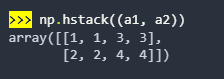 >>> np.hstack((a1, a2))
array([[1, 1, 3, 3],
       [2, 2, 4, 4]])